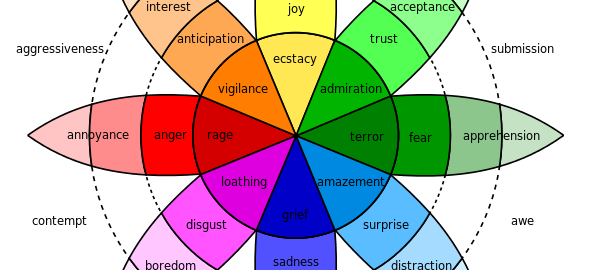 interest
joy
acceptance
aggressiveness
anticipation
trust
submission
ecstasy
vigilance
admiration
annoyance
anger
rage
terror
fear
apprehension
loathing
amazement
contempt
disgust
grief
surprise
awe
boredom
sadness
distraction